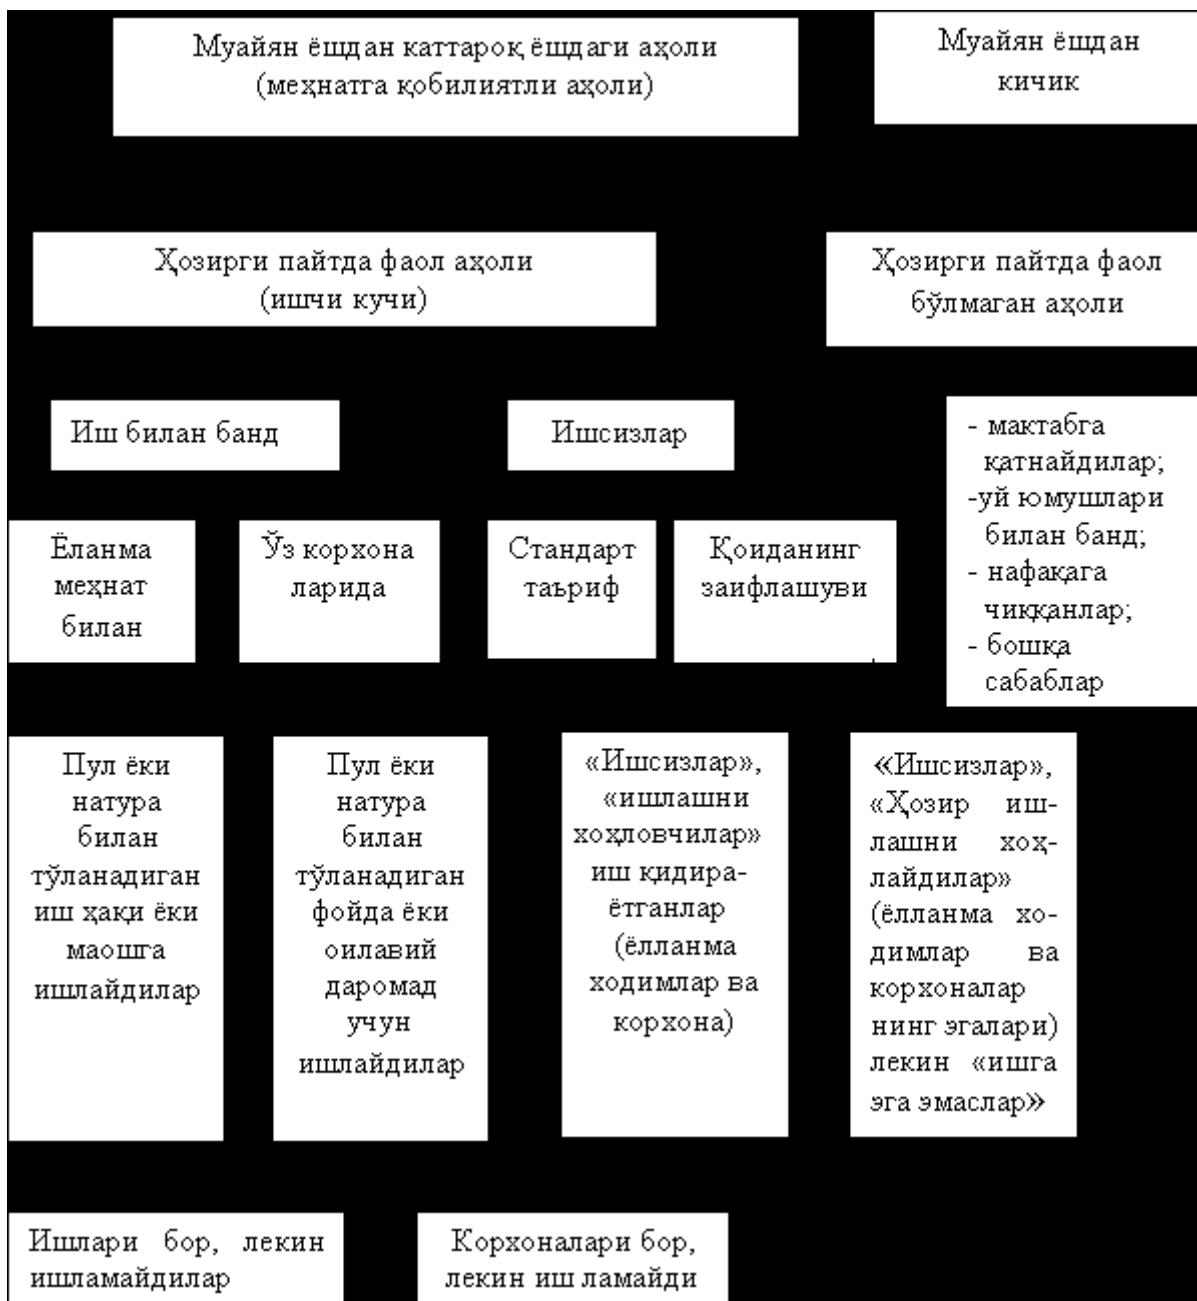 Муайян ёшдан каттароқ ёшдаги аҳоли
(меҳнатга қобилиятли аҳоли)
Муайян ёшдан
кичик
Ҳозирги пайтда фаол аҳоли
(ишчи кучи)
Ҳозирги пайтда фаол
бўлмаган аҳоли
Иш билан банд
Ишсизлар
- мактабга
қатнайдилар;
-уй юмушлари
билан банд;
- нафақага
чиққанлар;
- бошқа
сабаблар
Ёланма
меҳнат
билан
Ўз корхона
ларида
Стандарт
таъриф
Қоиданинг
заифлашуви
Пул ёки
натура
билан
тўланадиган
иш ҳақи ёки
маошга
ишлайдилар
Пул ёки
натура
билан
тўланадиган
фойда ёки
оилавий
даромад
учун
ишлайдилар
«Ишсизлар»,
«ишлашни
хоҳловчилар»
иш қидира-
ётганлар
(ёлланма
ходимлар ва
корхона)
«Ишсизлар»,
«Ҳозир иш-
лашни хоҳ-
лайдилар»
(ёлланма хо-
димлар ва
корхоналар
нинг эгалари)
лекин «ишга
эга эмаслар»
Ишлари бор, лекин
ишламайдилар
Корхоналари бор,
лекин иш ламайди